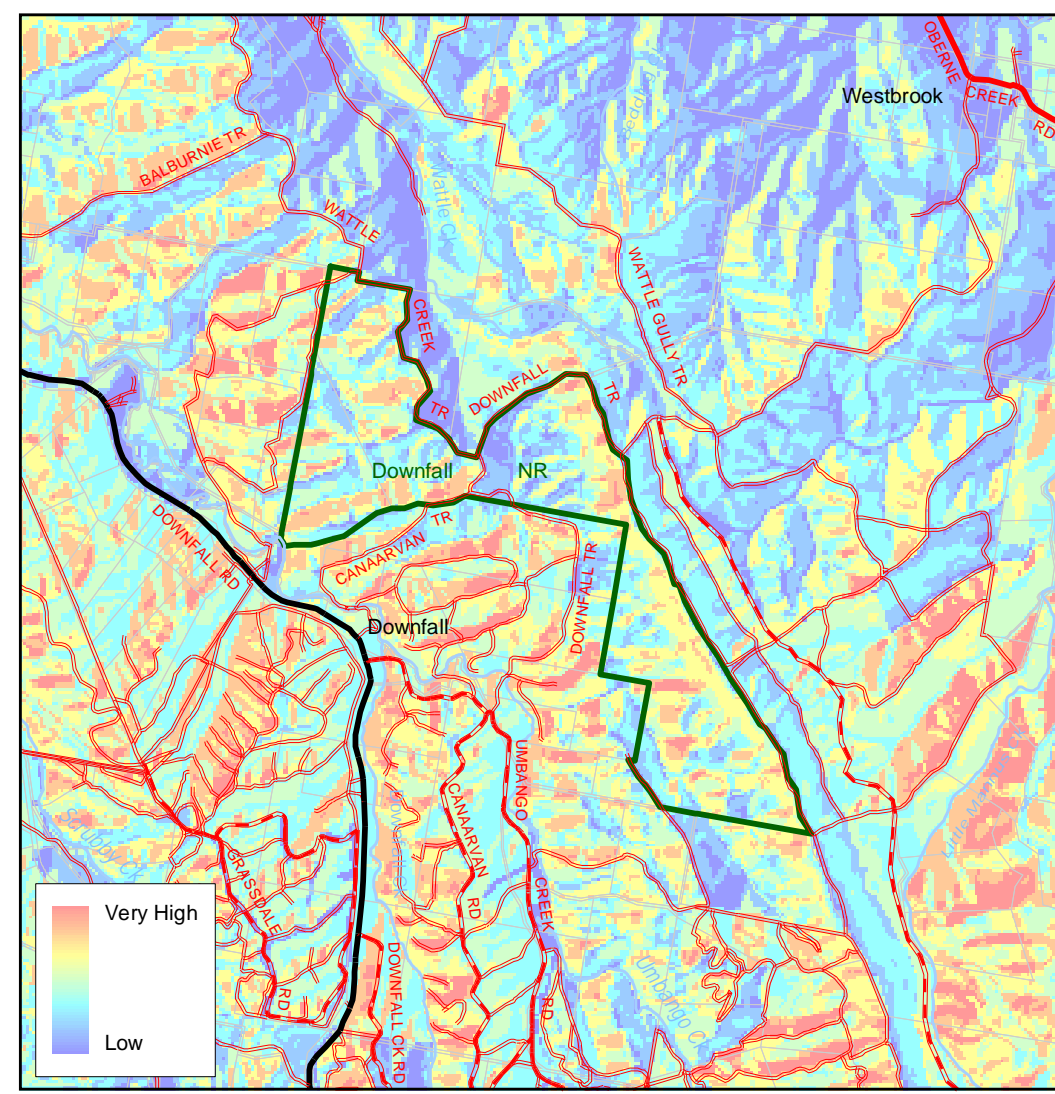 OBERNE CREEK RD
Westbrook
BALBURNIE TR
Wattle Ck
WATTLE CREEK TR
WATTLE GULLY TR
DOWNFALL TR
Downfall NR
CANAARVAN TR
DOWNFALL RD
DOWNFALL TR
Downfall
UMBANGO CREEK RD
CANAARVAN RD
Scrubby Ck
GRASSDALE RD
DOWNFALL CK RD
Umbango Ck
Very High
Low